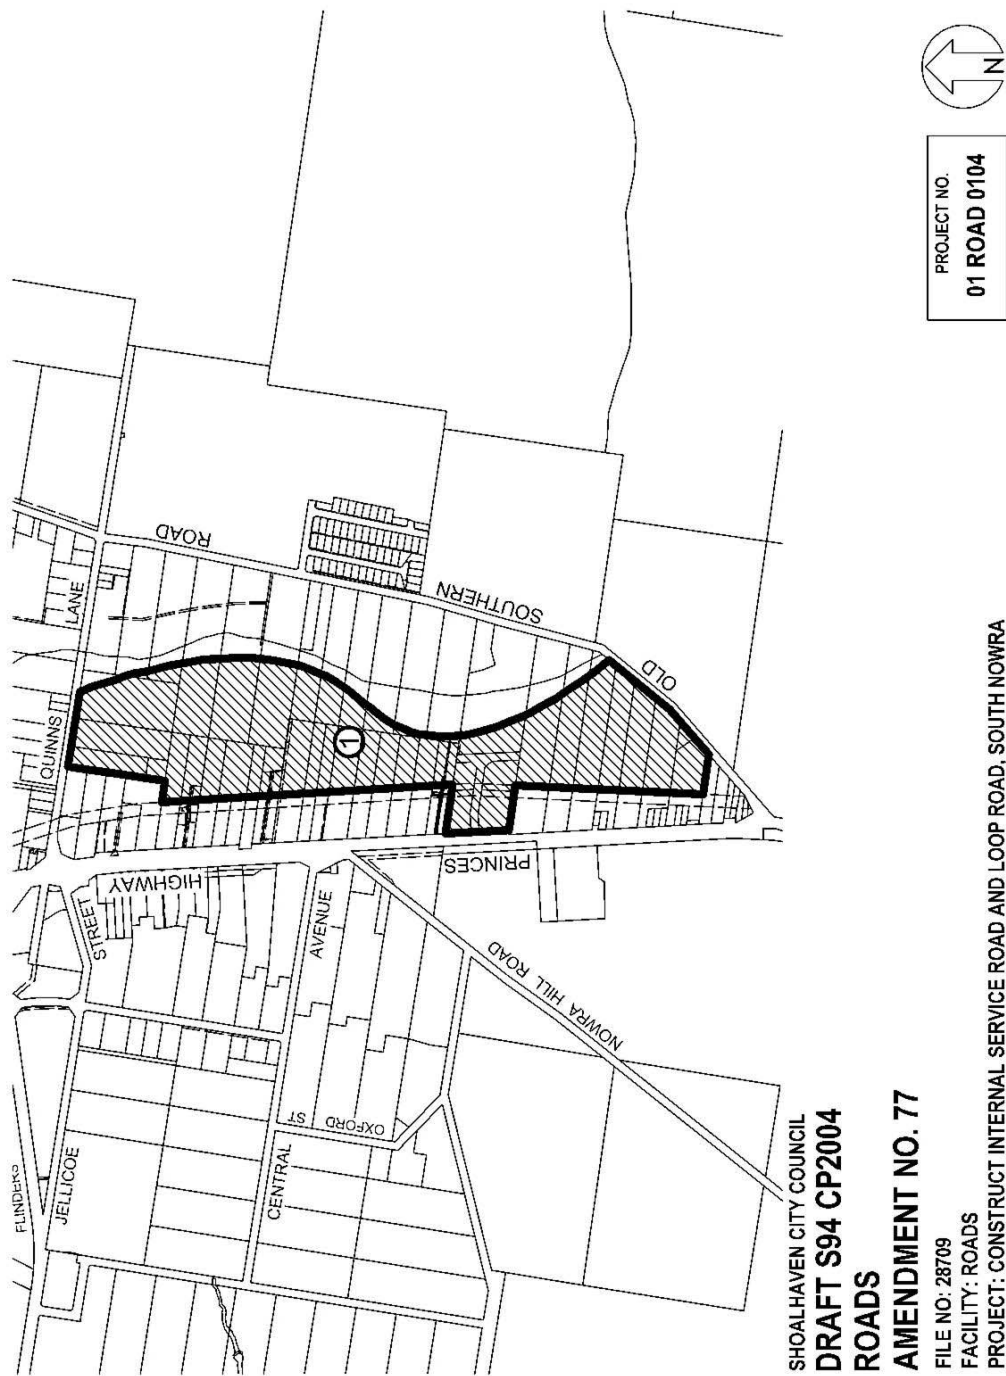 FLINDERS
JELLICOE
STREET
QUINNS
LANE
ROAD
HIGHWAY
CENTRAL
AVENUE
OXFORD ST
1
SOUTHERN
PRINCES
NOWRA HILL ROAD
OLD
SHOALHAVEN CITY COUNCIL
DRAFT S94 CP2004
ROADS
AMENDMENT NO. 77
FILE NO: 28709
FACILITY: ROADS
PROJECT: CONSTRUCT INTERNAL SERVICE ROAD AND LOOP ROAD, SOUTH NOWRA
PROJECT NO.
01 ROAD 0104
N